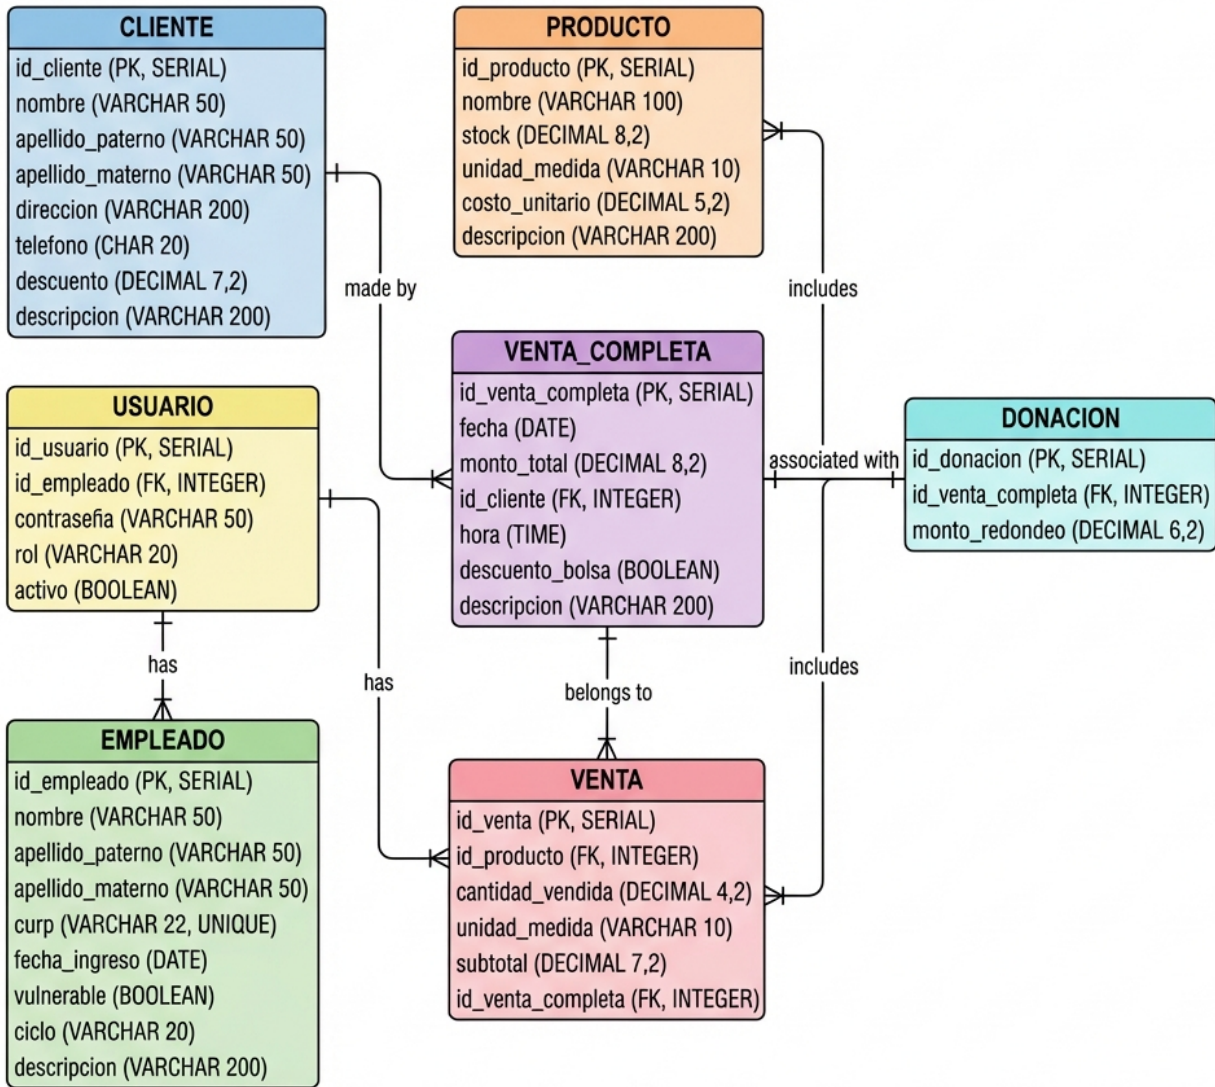 CLIENTE
id_cliente (PK, SERIAL)
nombre (VARCHAR 50)
apellido_paterno (VARCHAR 50)
apellido_materno (VARCHAR 50)
direccion (VARCHAR 200)
telefono (CHAR 20)
descuento (DECIMAL 7,2)
descripcion (VARCHAR 200)
PRODUCTO
id_producto (PK, SERIAL)
nombre (VARCHAR 100)
stock (DECIMAL 8,2)
unidad_medida (VARCHAR 10)
costo_unitario (DECIMAL 5,2)
descripcion (VARCHAR 200)
made by
includes
USUARIO
id_usuario (PK, SERIAL)
id_empleado (FK, INTEGER)
contraseña (VARCHAR 50)
rol (VARCHAR 20)
activo (BOOLEAN)
VENTA_COMPLETA
id_venta_completa (PK, SERIAL)
fecha (DATE)
monto_total (DECIMAL 8,2)
id_cliente (FK, INTEGER)
hora (TIME)
descuento_bolsa (BOOLEAN)
descripcion (VARCHAR 200)
associated with
DONACION
id_donacion (PK, SERIAL)
id_venta_completa (FK, INTEGER)
monto_redondeo (DECIMAL 6,2)
has
has
belongs to
includes
EMPLEADO
id_empleado (PK, SERIAL)
nombre (VARCHAR 50)
apellido_paterno (VARCHAR 50)
apellido_materno (VARCHAR 50)
curp (VARCHAR 22, UNIQUE)
fecha_ingreso (DATE)
vulnerable (BOOLEAN)
ciclo (VARCHAR 20)
descripcion (VARCHAR 200)
VENTA
id_venta (PK, SERIAL)
id_producto (FK, INTEGER)
cantidad_vendida (DECIMAL 4,2)
unidad_medida (VARCHAR 10)
subtotal (DECIMAL 7,2)
id_venta_completa (FK, INTEGER)